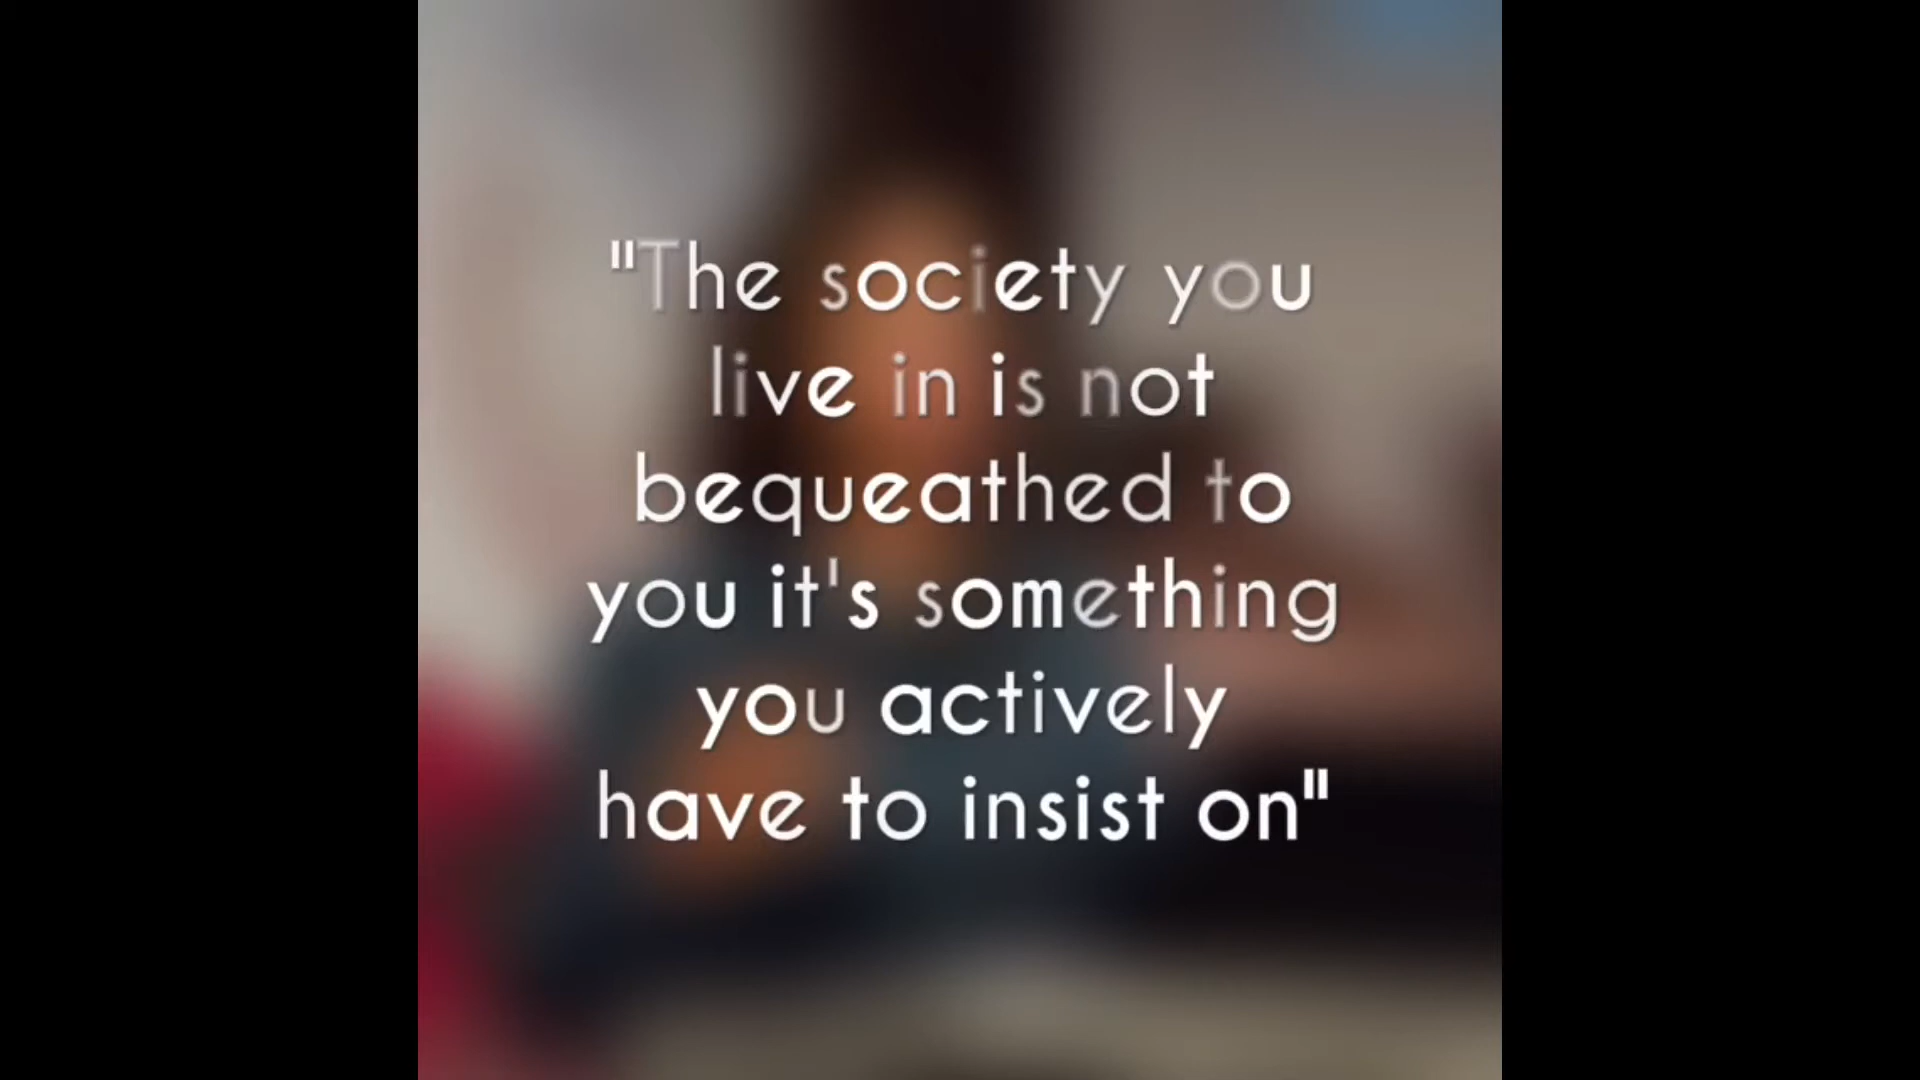 "The society you
live in is not
bequeathed to
you it's something
you actively
have to insist on"